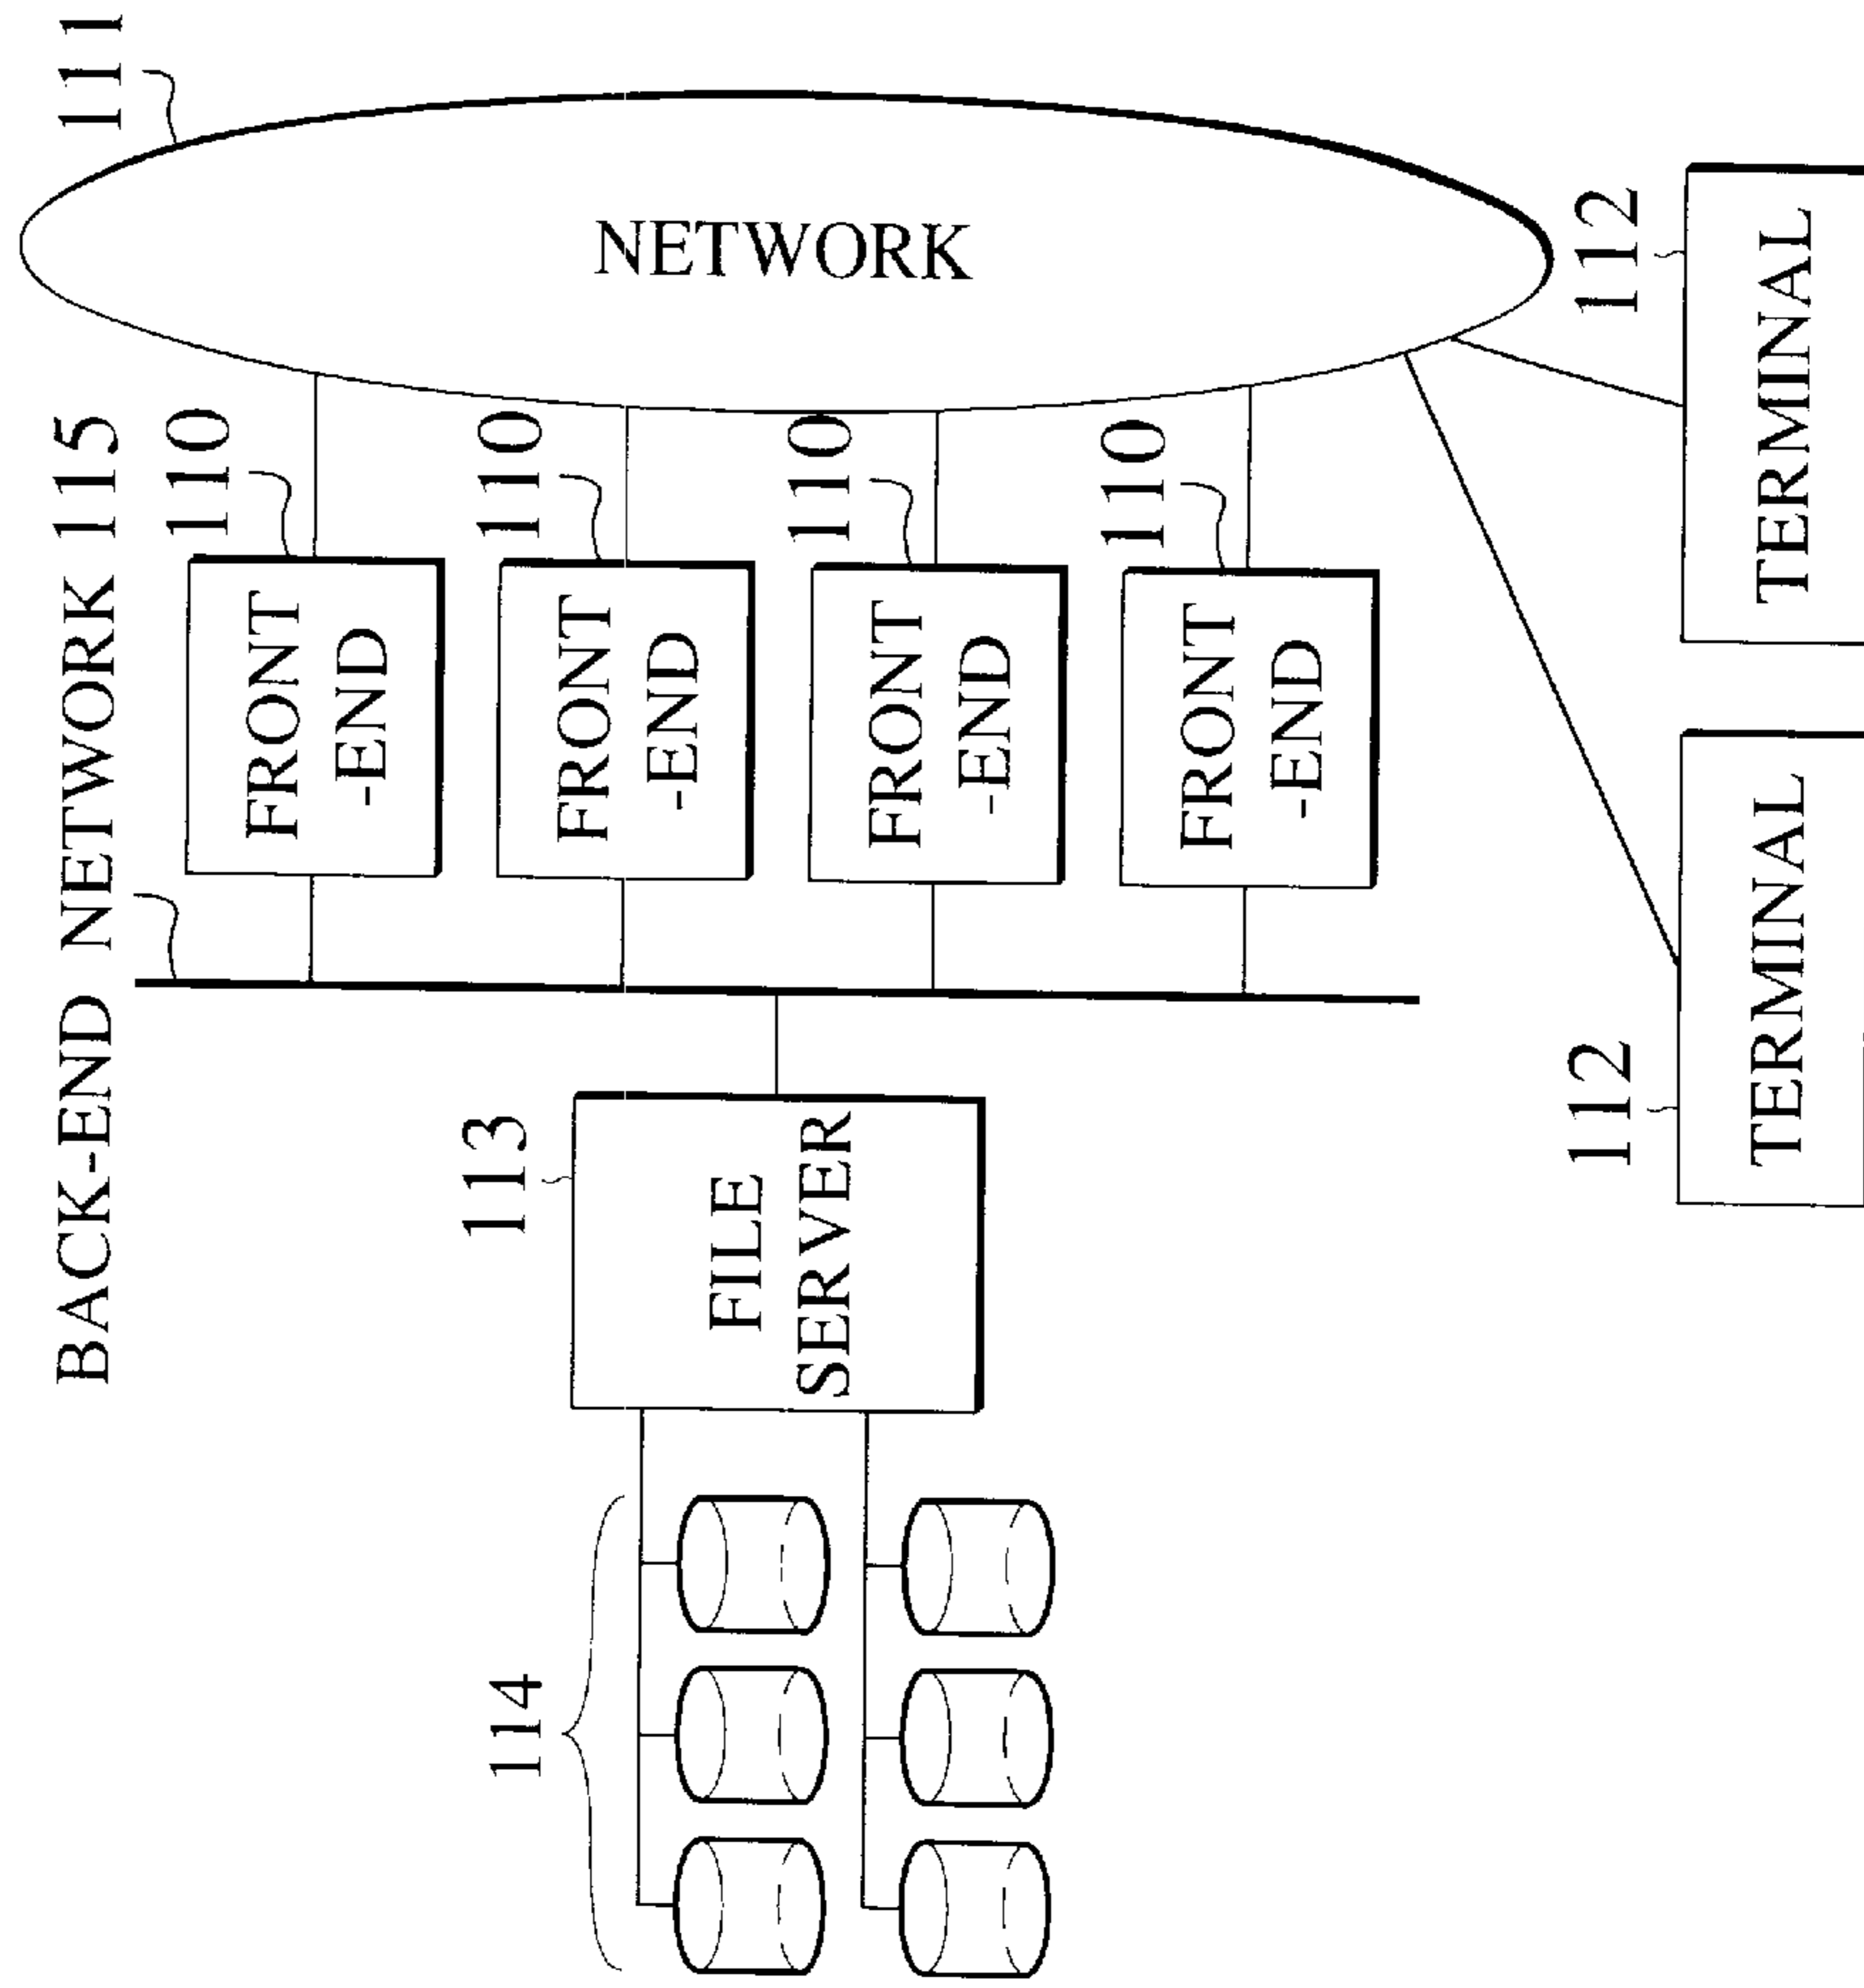 BACK-END NETWORK 115
111
110
FRONT
-END
114
113
110
FRONT
-END
NETWORK
FILE
SERVER
110
FRONT
-END
110
FRONT
-END
112
TERMINAL
112
TERMINAL